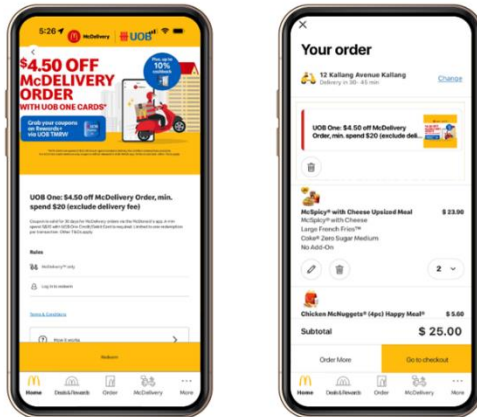 5:26
McDelivery UOB
Plus, up to
10%
cashback
$4.50 OFF
McDELIVERY
ORDER
WITH UOB ONE CARDS*
Grab your coupons
on Rewards+
via UOB TMRW
UOB One: $4.50 off McDelivery Order, min.
spend $20 (exclude delivery fee)
Rules
McDelivery® only
Log in to redeem
Terms & Conditions
How it works
Redeem
Home Deals & Rewards Order McDelivery More
Your order
12 Kallang Avenue Kallang
Delivery in 30- 45 min
Change
UOB One: $4.50 off McDelivery
Order, min. spend $20 (exclude deli...
McSpicy® with Cheese Upsized Meal $ 23.00
McSpicy® with Cheese
Large French Fries™
Coke® Zero Sugar Medium
No Add-On
2
Chicken McNuggets® (4pc) Happy Meal® $ 5.60
Subtotal $ 25.00
Order More Go to checkout
Home Deals & Rewards Order McDelivery More